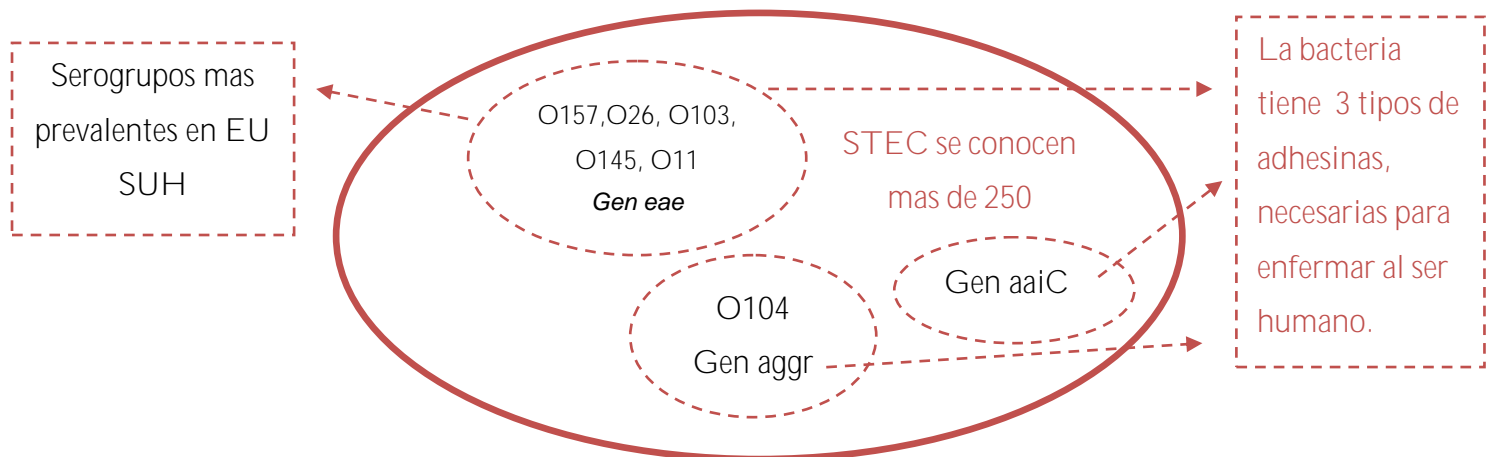 Serogrupos mas
prevalentes en EU
SUH
O157,O26, O103,
O145, O11
Gen eae
STEC se conocen
mas de 250
Gen aaiC
O104
Gen aggr
La bacteria
tiene 3 tipos de
adhesinas,
necesarias para
enfermar al ser
humano.